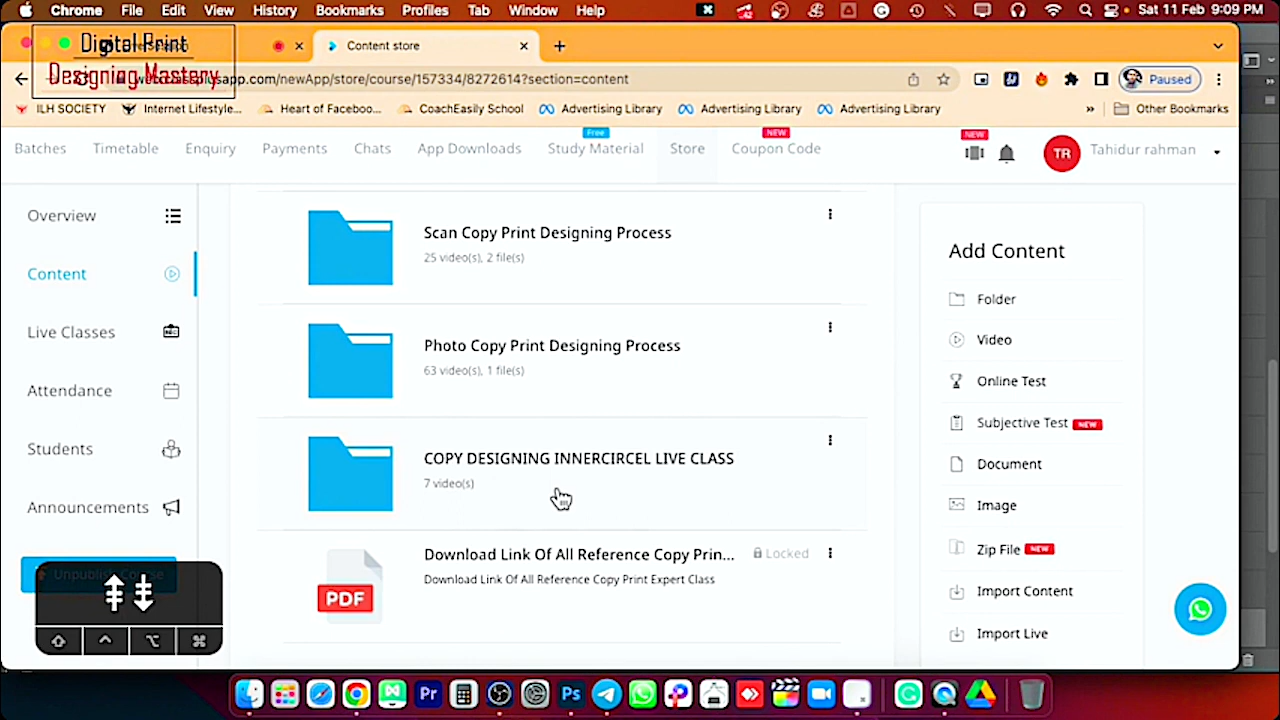 Chrome File Edit View History Bookmarks Profiles Tab Window Help Sat 11 Feb 9:09 PM
Digital Print
Designing Mastery
Content store
plusapp.com/newApp/store/course/157334/8272614?section=content
Paused
ILH SOCIETY Internet Lifestyle... Heart of Faceboo... CoachEasily School Advertising Library Advertising Library Advertising Library » Other Bookmarks
Free NEW NEW
Batches Timetable Enquiry Payments Chats App Downloads Study Material Store Coupon Code TR Tahidur rahman
Overview
Content
Live Classes
Attendance
Students
Announcements
Unpublish Course
Scan Copy Print Designing Process
25 video(s), 2 file(s)
Photo Copy Print Designing Process
63 video(s), 1 file(s)
COPY DESIGNING INNERCIRCEL LIVE CLASS
7 video(s)
PDF
Download Link Of All Reference Copy Prin... Locked
Download Link Of All Reference Copy Print Expert Class
Add Content
Folder
Video
Online Test
Subjective Test NEW
Document
Image
Zip File NEW
Import Content
Import Live
Pr Ps